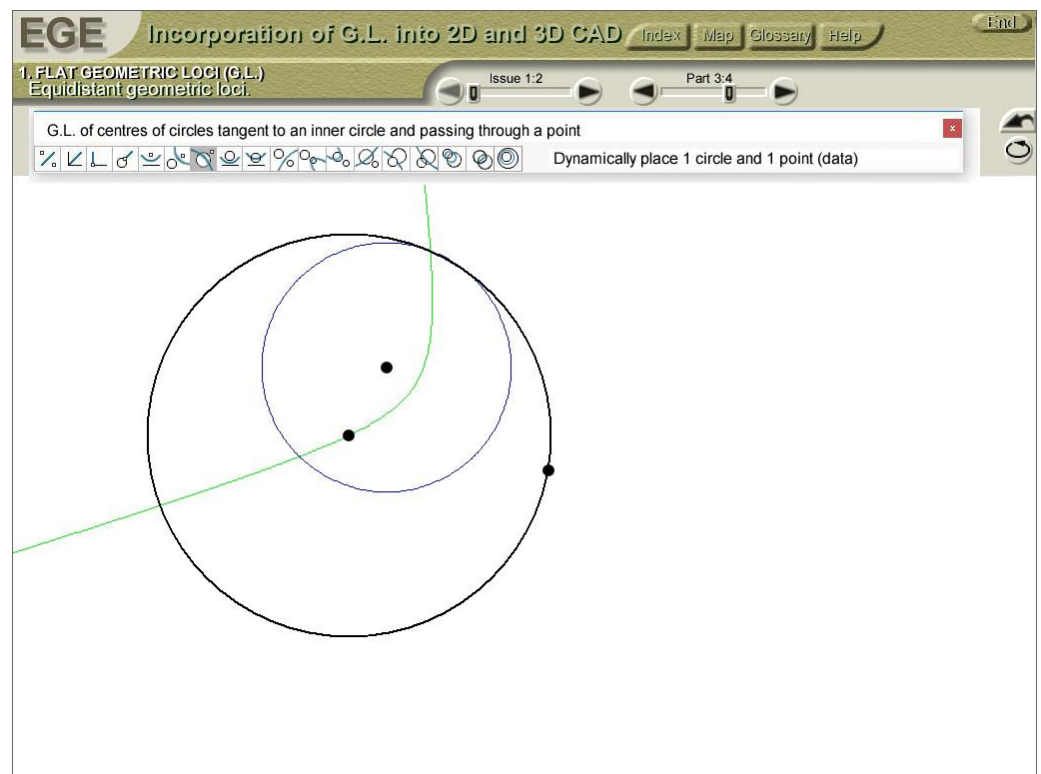 EGE Incorporation of G.L. into 2D and 3D CAD Index Map Glossary Help End
1. FLAT GEOMETRIC LOCI (G.L.)
Equidistant geometric loci.
Issue 1:2 Part 3:4
G.L. of centres of circles tangent to an inner circle and passing through a point x
Dynamically place 1 circle and 1 point (data)